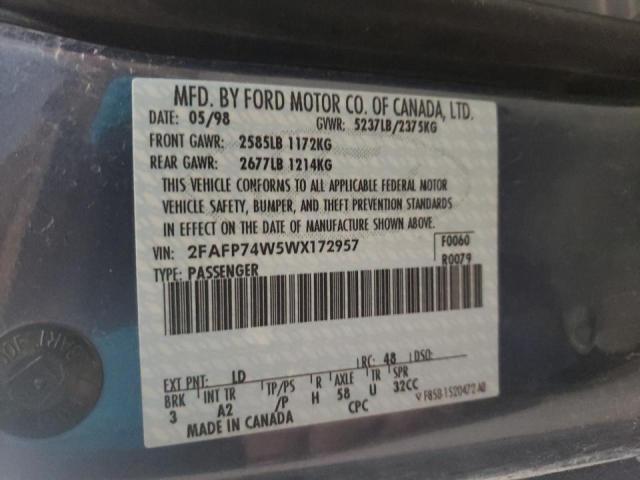 MFD. BY FORD MOTOR CO. OF CANADA, LTD.
DATE: 05/98 GVWR: 5237LB/2375KG
FRONT GAWR: 2585LB 1172KG
REAR GAWR: 2677LB 1214KG
THIS VEHICLE CONFORMS TO ALL APPLICABLE FEDERAL MOTOR
VEHICLE SAFETY, BUMPER, AND THEFT PREVENTION STANDARDS
IN EFFECT ON THE DATE OF MANUFACTURE SHOWN ABOVE.
VIN: 2FAFP74W5WX172957 F0060
TYPE: PASSENGER R0079
EXT PNT: LD RC: 48 DSO:
BRK INT TR TP/PS R AXLE TR SPR
3 A2 /P H 58 U 32CC
MADE IN CANADA CPC